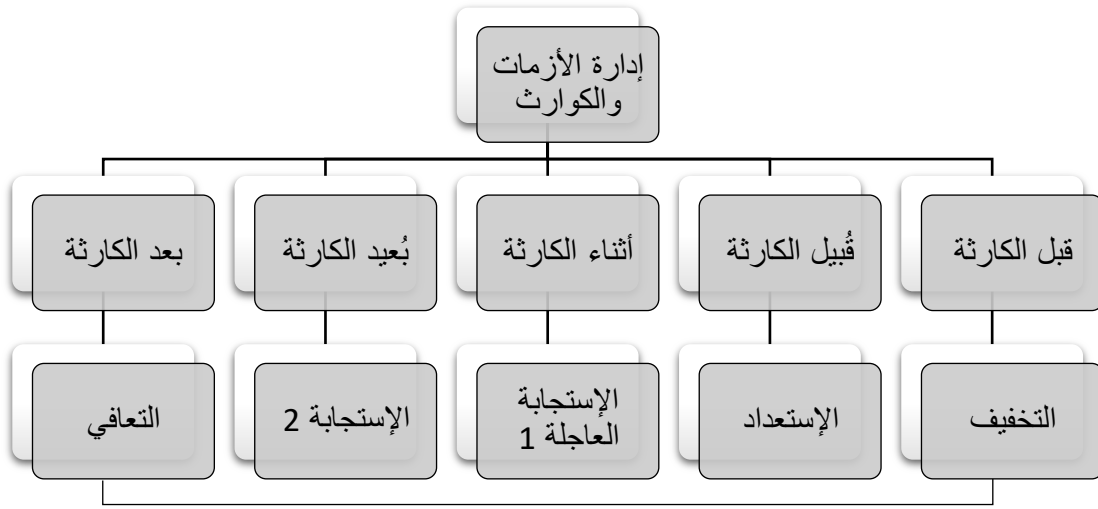 إدارة الأزمات
والكوارث
قبل الكارثة
قُبيل الكارثة
أثناء الكارثة
بُعيد الكارثة
بعد الكارثة
التخفيف
الإستعداد
الإستجابة
العاجلة 1
الإستجابة 2
التعافي